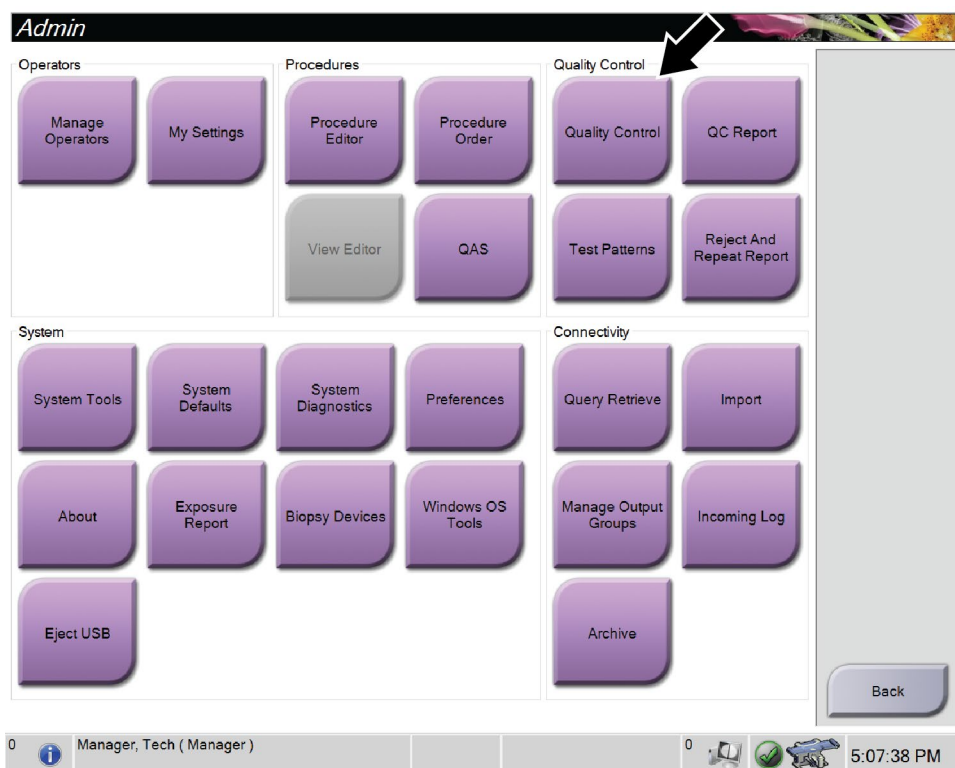 Admin
Operators
Manage
Operators
My Settings
Procedures
Procedure
Editor
Procedure
Order
View Editor
QAS
Quality Control
Quality Control
QC Report
Test Patterns
Reject And
Repeat Report
System
System Tools
System
Defaults
System
Diagnostics
Preferences
About
Exposure
Report
Biopsy Devices
Windows OS
Tools
Eject USB
Connectivity
Query Retrieve
Import
Manage Output
Groups
Incoming Log
Archive
Back
0
Manager, Tech ( Manager )
0
5:07:38 PM